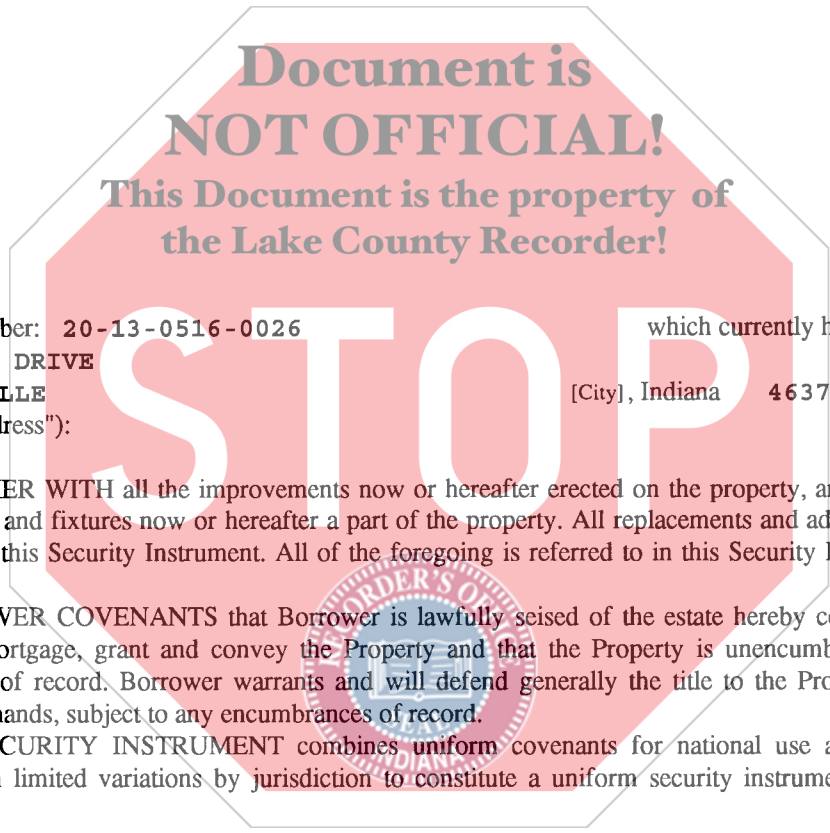 Document is
NOT OFFICIAL!
This Document is the property of
the Lake County Recorder!
STOP
ber: 20-13-0516-0026 which currently h
DRIVE
LLE [City], Indiana 4637
ress"):
ER WITH all the improvements now or hereafter erected on the property, a
and fixtures now or hereafter a part of the property. All replacements and ad
this Security Instrument. All of the foregoing is referred to in this Security I
VER COVENANTS that Borrower is lawfully seised of the estate hereby c
ortgage, grant and convey the Property and that the Property is unencumb
of record. Borrower warrants and will defend generally the title to the Pro
ands, subject to any encumbrances of record.
CURITY INSTRUMENT combines uniform covenants for national use a
limited variations by jurisdiction to constitute a uniform security instrume
RECORDER'S OFFICE
SEAL
INDIANA